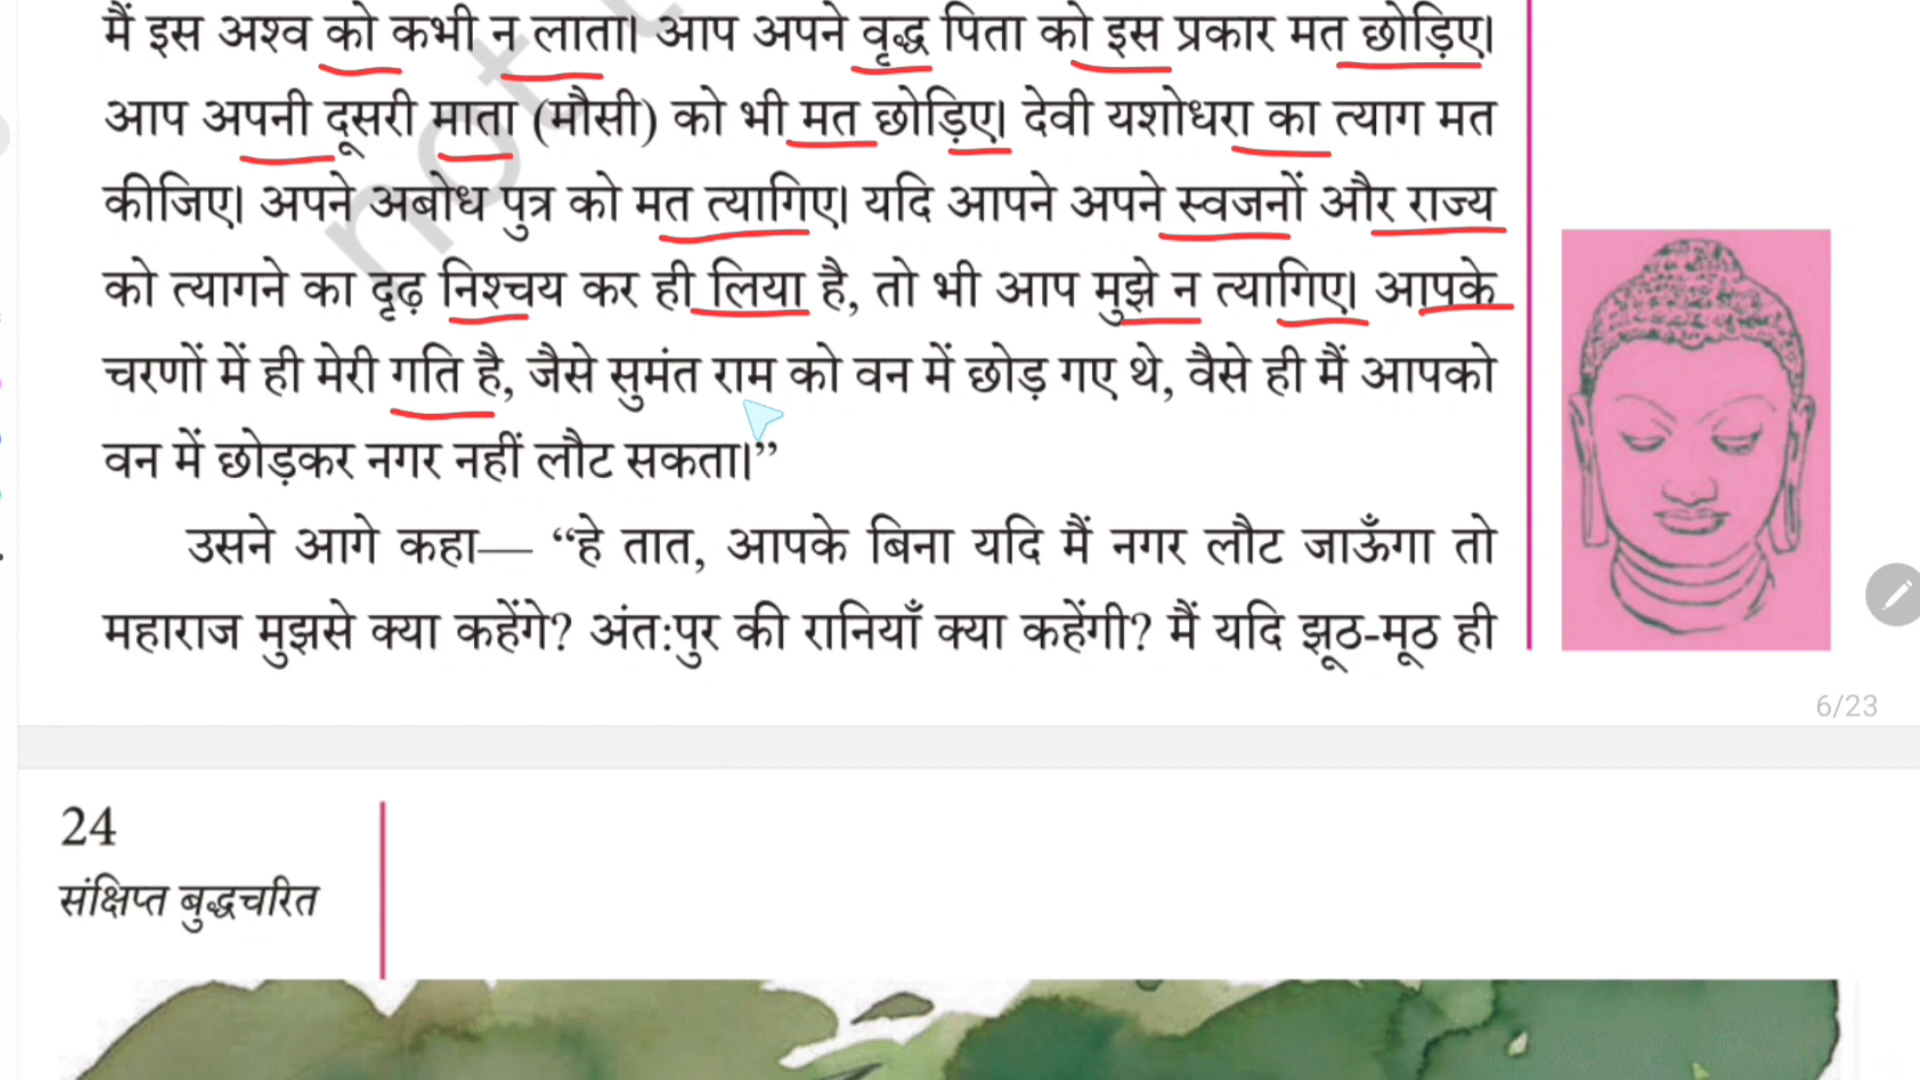 मैं इस अश्व को कभी न लाता। आप अपने वृद्ध पिता को इस प्रकार मत छोड़िए।
आप अपनी दूसरी माता (मौसी) को भी मत छोड़िए। देवी यशोधरा का त्याग मत
कीजिए। अपने अबोध पुत्र को मत त्यागिए। यदि आपने अपने स्वजनों और राज्य
को त्यागने का दृढ़ निश्चय कर ही लिया है, तो भी आप मुझे न त्यागिए। आपके
चरणों में ही मेरी गति है, जैसे सुमंत राम को वन में छोड़ गए थे, वैसे ही मैं आपको
वन में छोड़कर नगर नहीं लौट सकता।”
उसने आगे कहा— “हे तात, आपके बिना यदि मैं नगर लौट जाऊँगा तो
महाराज मुझसे क्या कहेंगे? अंत:पुर की रानियाँ क्या कहेंगी? मैं यदि झूठ-मूठ ही
not
6/23
24
संक्षिप्त बुद्धचरित